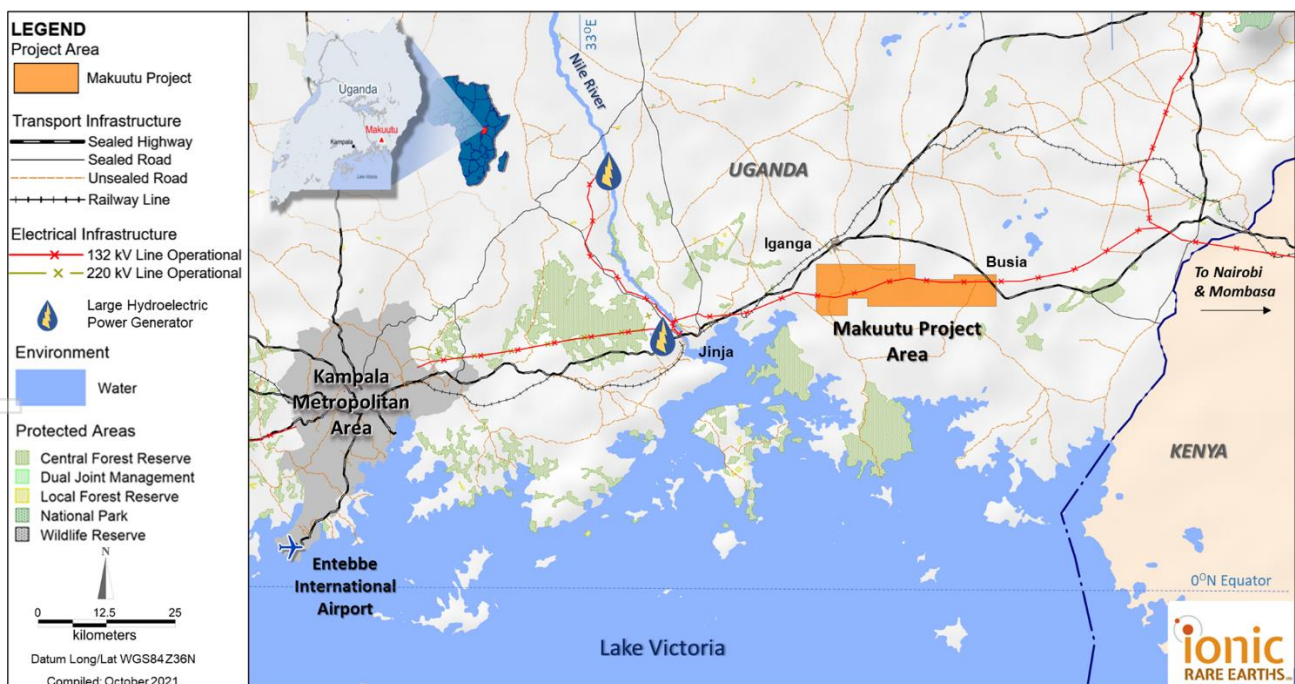 LEGEND
Project Area
Makuutu Project
Transport Infrastructure
Sealed Highway
Sealed Road
Unsealed Road
Railway Line
Electrical Infrastructure
132 kV Line Operational
220 kV Line Operational
Large Hydroelectric
Power Generator
Environment
Water
Protected Areas
Central Forest Reserve
Dual Joint Management
Local Forest Reserve
National Park
Wildlife Reserve
N
0 12.5 25
kilometers
Datum Long/Lat WGS84Z36N
Compiled: October 2021
Uganda
Kampala
Makuutu
Lake Victoria
33°E
Nile River
UGANDA
Iganga
Busia
To Nairobi
& Mombasa
Makuutu Project
Area
Jinja
Kampala
Metropolitan
Area
KENYA
Entebbe
International
Airport
0°N Equator
Lake Victoria
ionic
RARE EARTHS